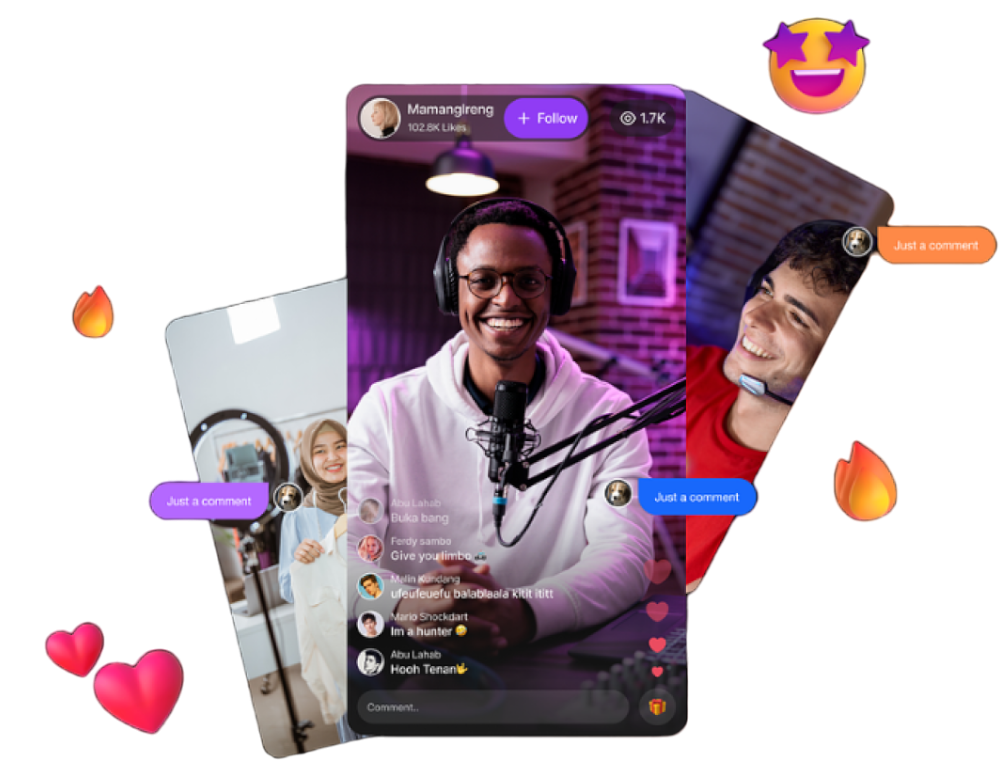 MamangIreng
102.8K Likes
+ Follow
1.7K
Just a comment
Just a comment
Just a comment
Abu Lahab
Buka bang
Ferdy sambo
Give you limbo
Malin Kundang
ufeufeuefu balablaala kitit ititt
Mario Shockdart
Im a hunter
Abu Lahab
Hooh Tenan
Comment..